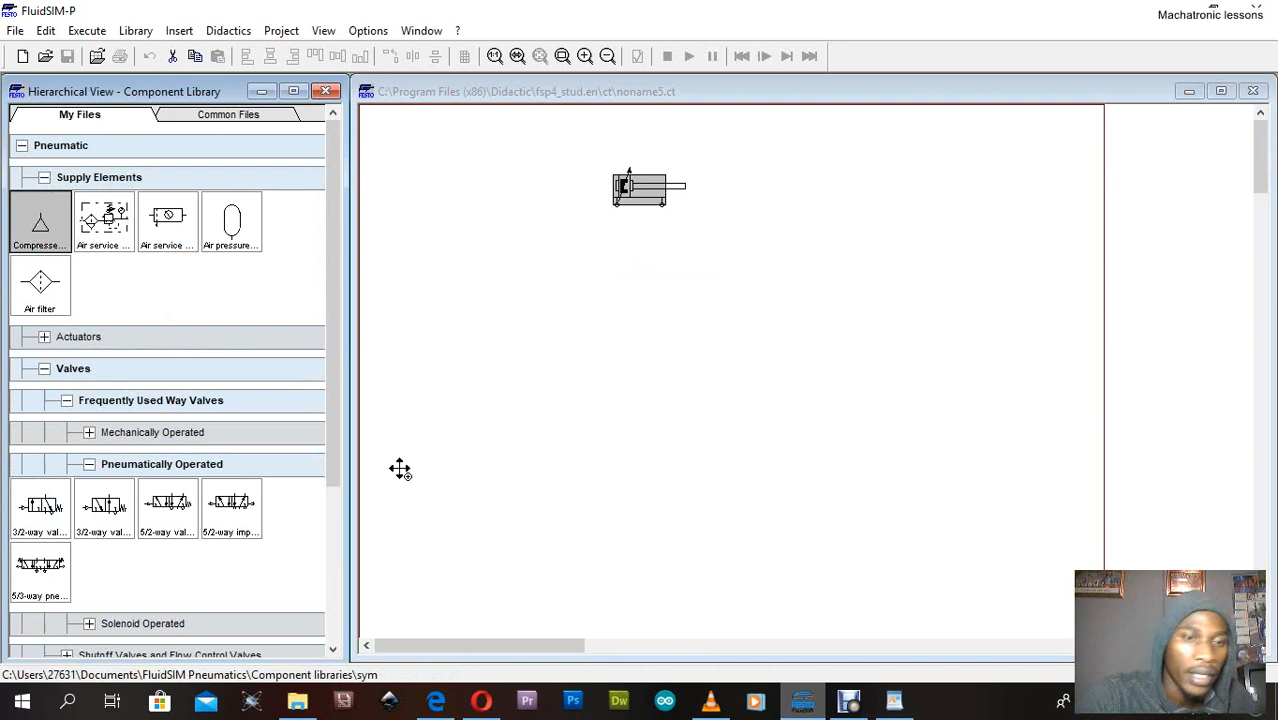 FluidSIM-P
Machatronic lessons
File Edit Execute Library Insert Didactics Project View Options Window ?
Hierarchical View - Component Library
C:\Program Files (x86)\Didactic\fsp4_stud.en\ct\noname5.ct
My Files
Common Files
Pneumatic
Supply Elements
Compresse...
Air service ...
Air service ...
Air pressure...
Air filter
Actuators
Valves
Frequently Used Way Valves
Mechanically Operated
Pneumatically Operated
3/2-way val...
3/2-way val...
5/2-way val...
5/2-way imp...
5/3-way pne...
Solenoid Operated
Shutoff Valves and Flow Control Valves
C:\Users\27631\Documents\FluidSIM Pneumatics\Component libraries\sym
Pr
Ps
Dw